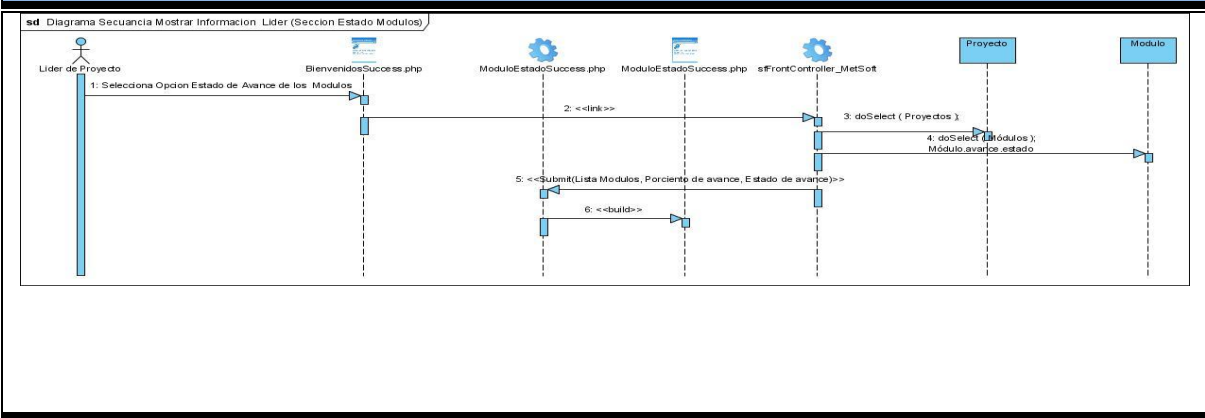 sd Diagrama Secuancia Mostrar Informacion Lider (Seccion Estado Modulos)
Lider de Proyecto
BienvenidosSuccess.php
ModuloEstadoSuccess.php
ModuloEstadoSuccess.php
sfFrontController_MetSoft
Proyecto
Modulo
1: Selecciona Opcion Estado de Avance de los Modulos
2: <<link>>
3: doSelect ( Proyectos );
4: doSelect ( Módulos );
Módulo.avance.estado
5: <<Submit(Lista Modulos, Porciento de avance, Estado de avance)>>
6: <<build>>